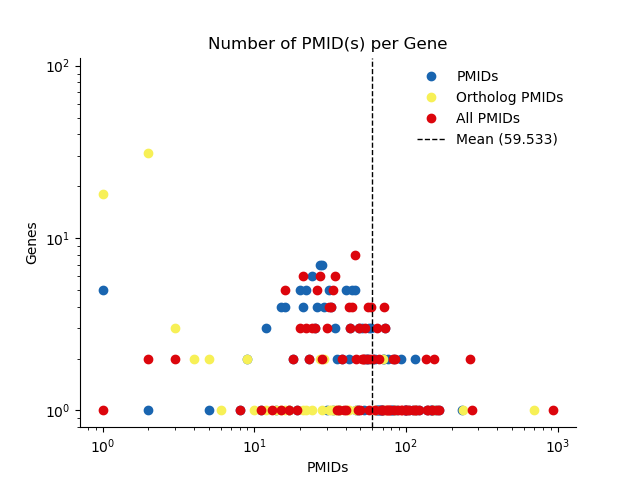 Number of PMID(s) per Gene
PMIDs
Ortholog PMIDs
All PMIDs
Mean (59.533)
Genes
10²
10¹
10⁰
10⁰ 10¹ 10² 10³
PMIDs